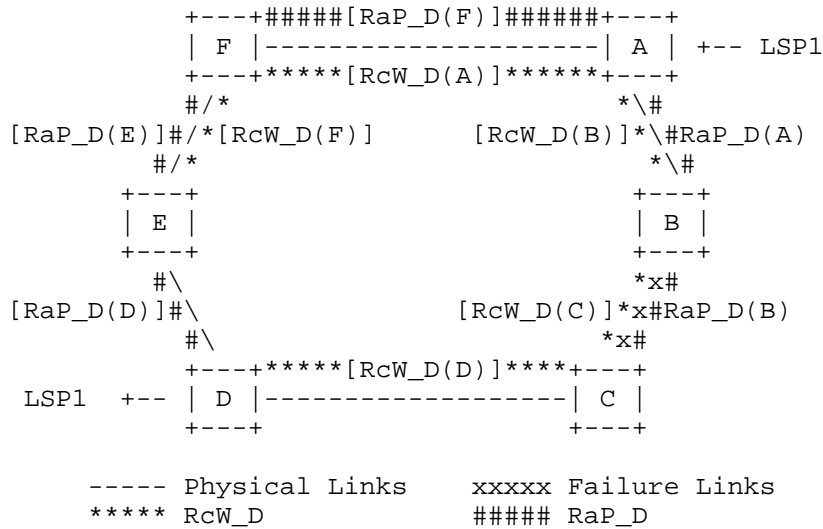 +---+#####[RaP_D(F)]######+---+
| F |---------------------| A | +-- LSP1
+---+*****[RcW_D(A)]******+---+
#/* *\#
[RaP_D(E)]#/*[RcW_D(F)] [RcW_D(B)]*\#RaP_D(A)
#/* *\#
+---+ +---+
| E | | B |
+---+ +---+
#\ *x#
[RaP_D(D)]#\ [RcW_D(C)]*x#RaP_D(B)
#\ *x#
+---+*****[RcW_D(D)]****+---+
LSP1 +-- | D |-------------------| C |
+---+ +---+
----- Physical Links xxxxx Failure Links
***** RcW_D ##### RaP_D